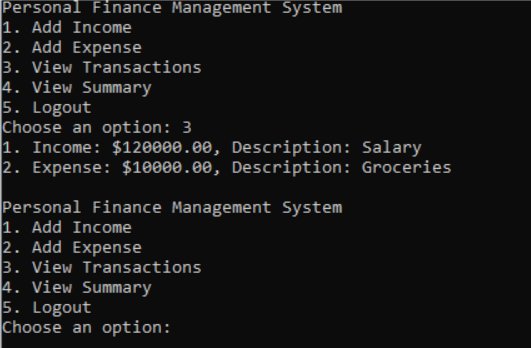 Personal Finance Management System
1. Add Income
2. Add Expense
3. View Transactions
4. View Summary
5. Logout
Choose an option: 3
1. Income: $120000.00, Description: Salary
2. Expense: $10000.00, Description: Groceries

Personal Finance Management System
1. Add Income
2. Add Expense
3. View Transactions
4. View Summary
5. Logout
Choose an option: